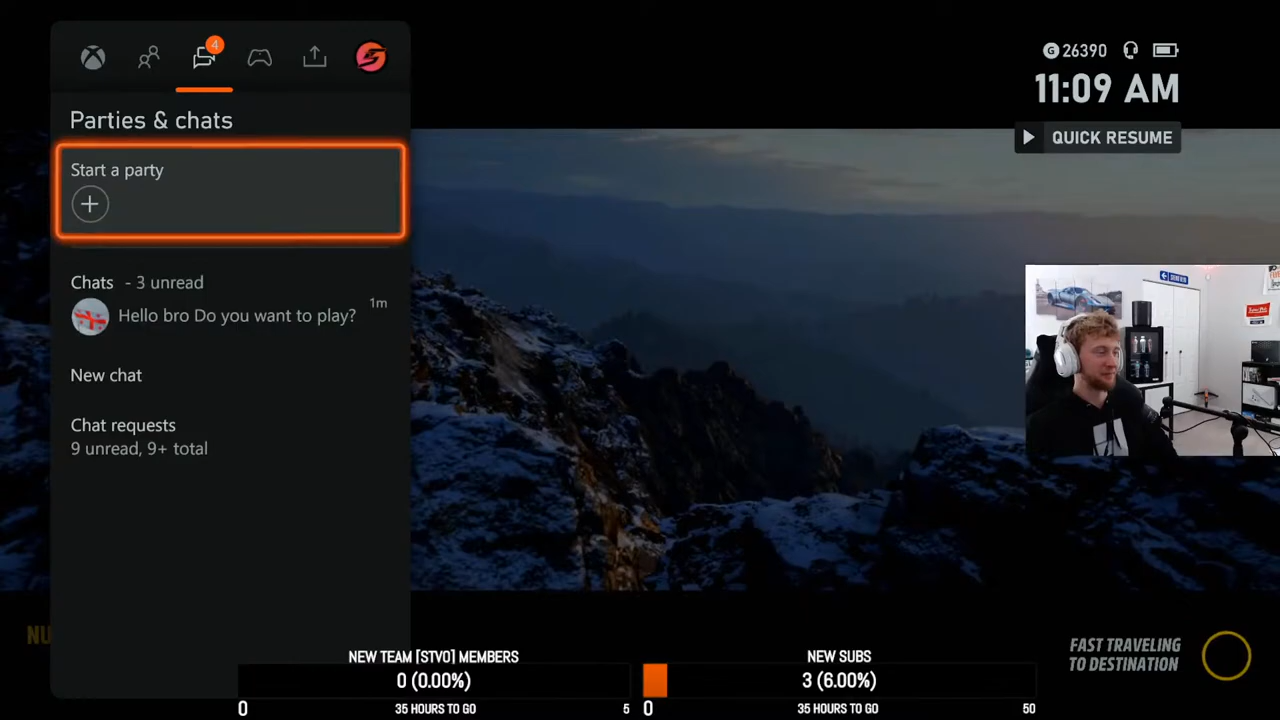 4
G 26390
11:09 AM
QUICK RESUME
Parties & chats
Start a party
Chats - 3 unread
Hello bro Do you want to play?
1m
New chat
Chat requests
9 unread, 9+ total
NU
FAST TRAVELING
TO DESTINATION
NEW TEAM [STVO] MEMBERS
0 (0.00%)
0
35 HOURS TO GO
5
NEW SUBS
3 (6.00%)
0
35 HOURS TO GO
50